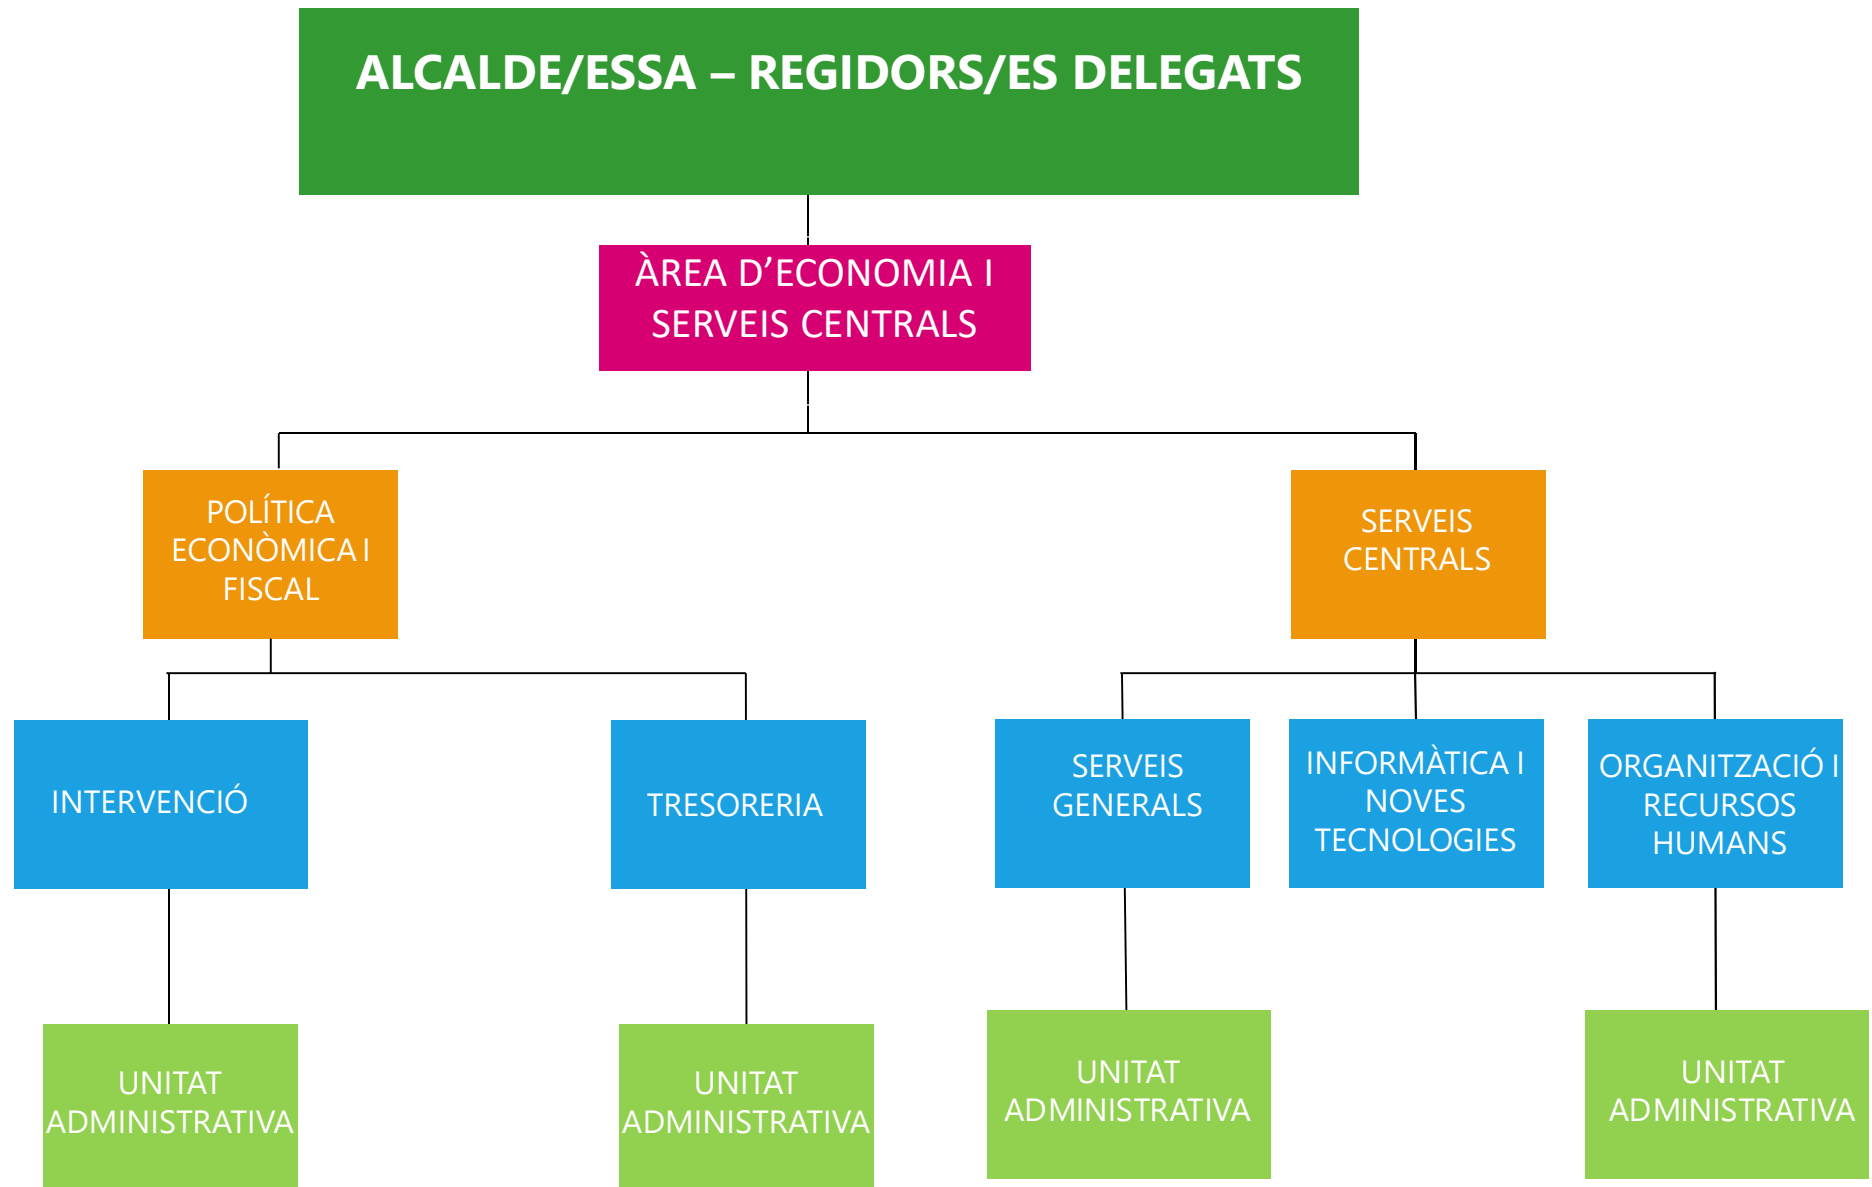 ALCALDE/ESSA – REGIDORS/ES DELEGATS
ÀREA D’ECONOMIA I
SERVEIS CENTRALS
POLÍTICA
ECONÒMICA I
FISCAL
SERVEIS
CENTRALS
INTERVENCIÓ
TRESORERIA
SERVEIS
GENERALS
INFORMÀTICA I
NOVES
TECNOLOGIES
ORGANITZACIÓ I
RECURSOS
HUMANS
UNITAT
ADMINISTRATIVA
UNITAT
ADMINISTRATIVA
UNITAT
ADMINISTRATIVA
UNITAT
ADMINISTRATIVA